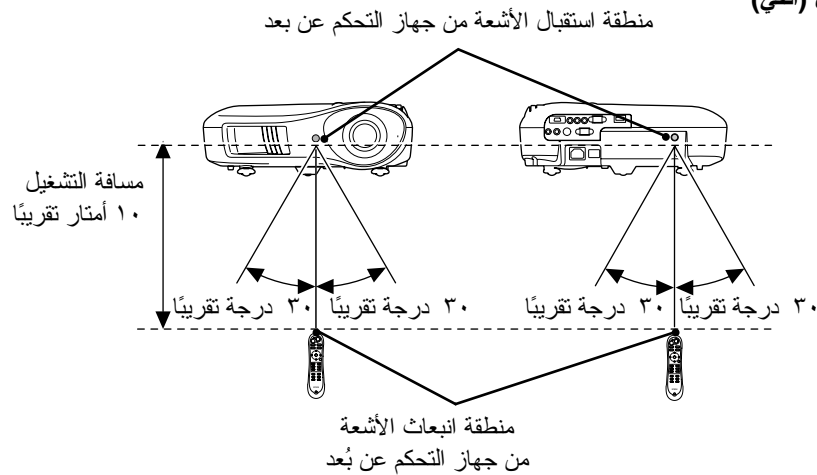 (أفقي)
منطقة استقبال الأشعة من جهاز التحكم عن بعد
مسافة التشغيل
١٠ أمتار تقريبًا
٣٠ درجة تقريبًا
٣٠ درجة تقريبًا
٣٠ درجة تقريبًا
٣٠ درجة تقريبًا
منطقة انبعاث الأشعة
من جهاز التحكم عن بُعد